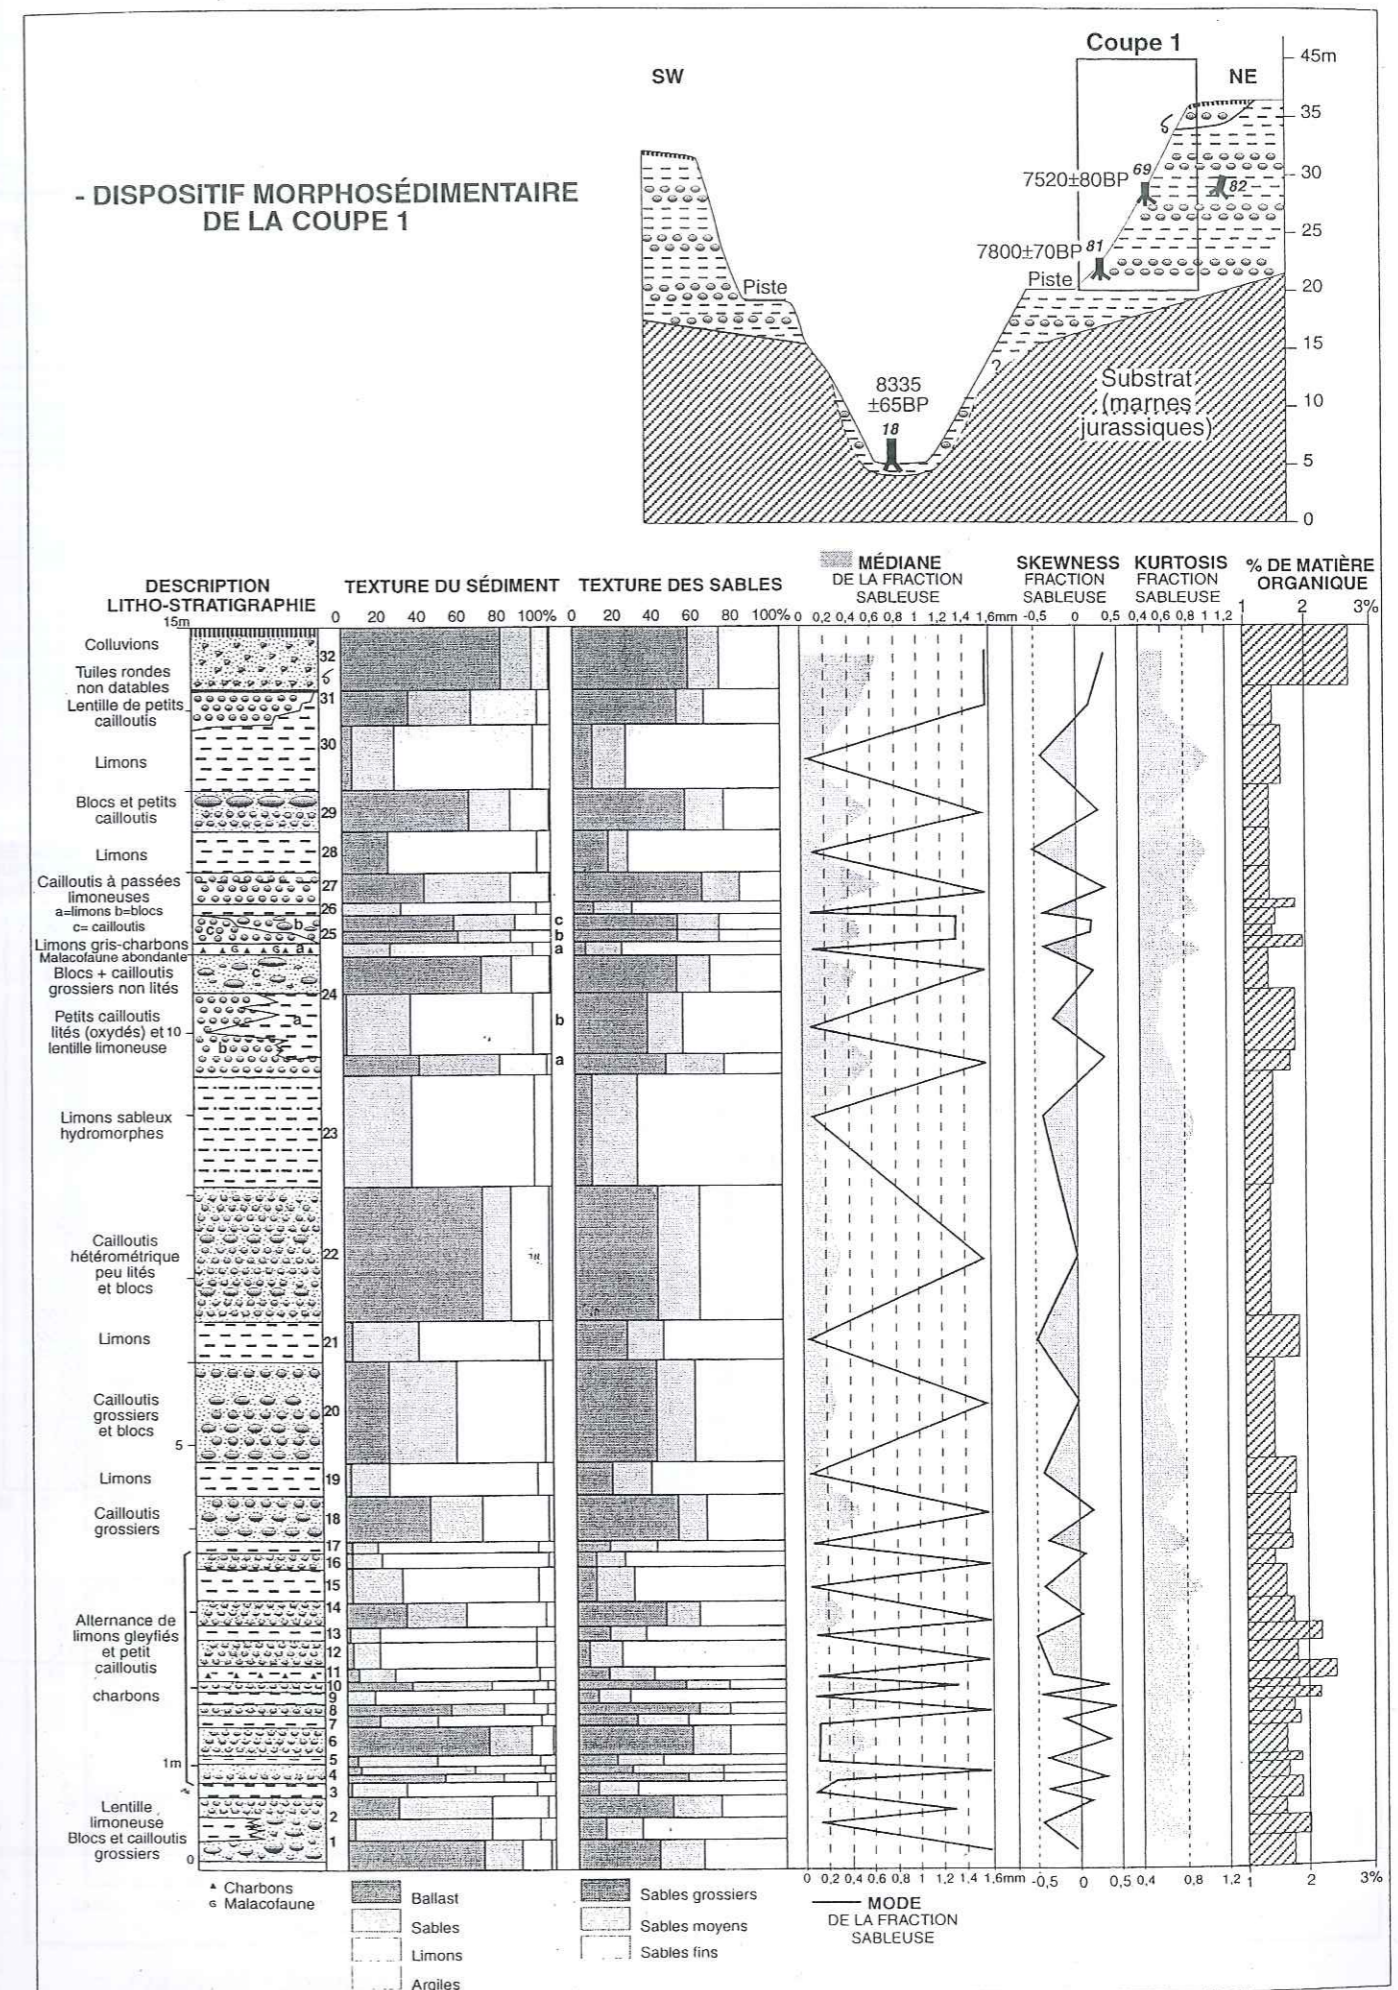 Coupe 1
SW
NE
45m
35
30
25
20
15
10
5
0
- DISPOSITIF MORPHOSÉDIMENTAIRE
DE LA COUPE 1
7520±80BP
69
82
7800±70BP
81
Piste
Piste
8335
±65BP
18
?
Substrat
(marnes
jurassiques)
DESCRIPTION
LITHO-STRATIGRAPHIE
15m
TEXTURE DU SÉDIMENT
0 20 40 60 100%
TEXTURE DES SABLES
0 20 40 80 100%
MÉDIANE
DE LA FRACTION
SABLEUSE
0 0,2 0,4 0,6 0,8 1 1,2 1,4 1,6mm
SKEWNESS
FRACTION
SABLEUSE
-0,5 0 0,5
KURTOSIS
FRACTION
SABLEUSE
0,4 0,6 0,8 1 1,2
% DE MATIÈRE
ORGANIQUE
1 2 3%
Colluvions
32
Tuiles rondes
non datables
Lentille de petits
cailloutis
31
30
Limons
Blocs et petits
cailloutis
29
Limons
28
Cailloutis à passées
limoneuses
27
a=limons b=blocs
c= cailloutis
26
b
c
c
b
25
Limons gris-charbons
a
a
G G
Malacofaune abondante
Blocs + cailloutis
grossiers non lités
c
24
Petits cailloutis
lités (oxydés) et 10
lentille limoneuse
a
b
b
a
Limons sableux
hydromorphes
23
Cailloutis
hétérométrique
peu lités
et blocs
22
Limons
21
Cailloutis
grossiers
et blocs
20
5
Limons
19
Cailloutis
grossiers
18
17
16
15
14
Alternance de
limons gleyfiés
et petit
cailloutis
13
12
11
charbons
10
9
8
7
6
1m
5
4
3
Lentille
limoneuse
2
Blocs et cailloutis
grossiers
1
0
Charbons
G Malacofaune
Ballast
Sables
Limons
Argiles
Sables grossiers
Sables moyens
Sables fins
0 0,2 0,4 0,6 0,8 1 1,2 1,4 1,6mm
MODE
DE LA FRACTION
SABLEUSE
-0,5 0 0,5
0,4 0,8 1,2
1 2 3%